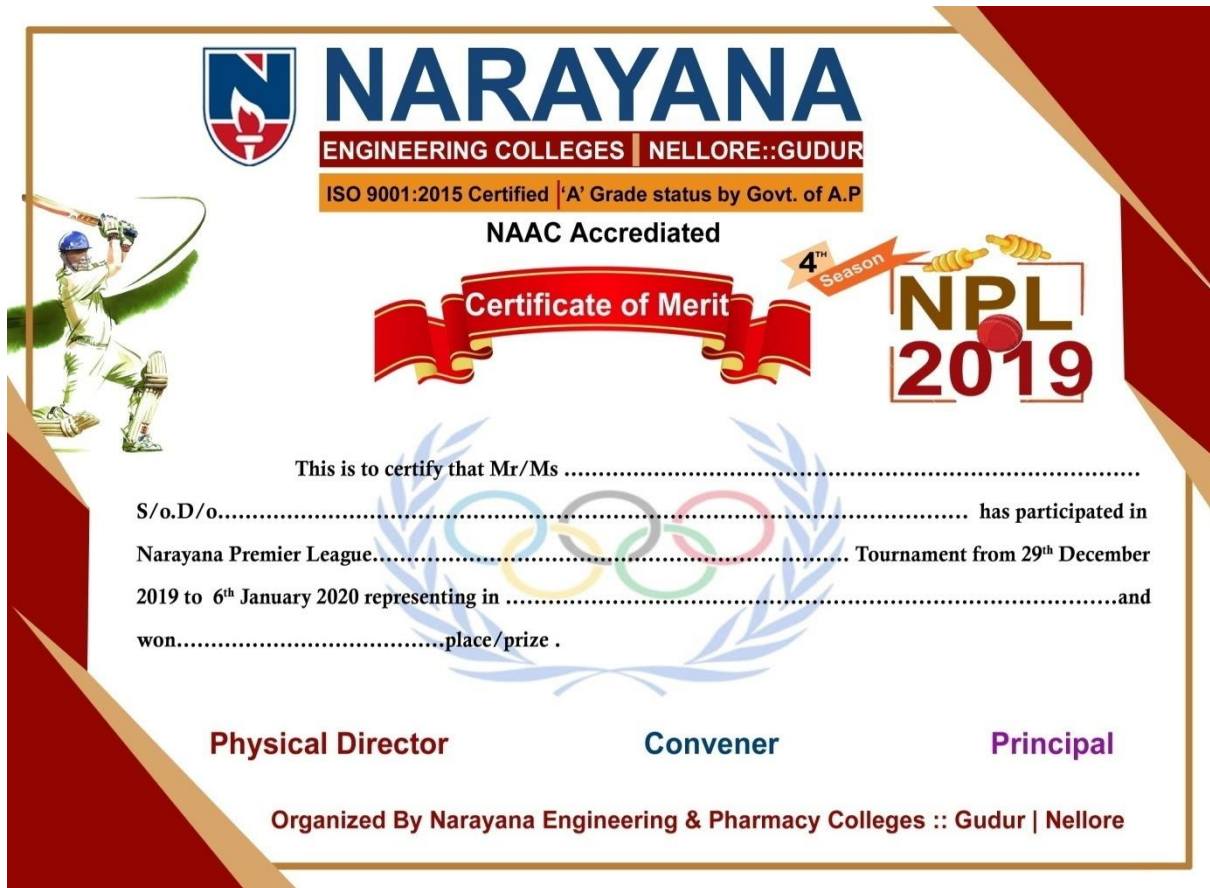 NARAYANA
ENGINEERING COLLEGES NELLORE::GUDUR
ISO 9001:2015 Certified 'A' Grade status by Govt. of A.P
NAAC Accrediated
4TH Season
Certificate of Merit
NPL
2019
This is to certify that Mr/Ms ....................................................................................
S/o.D/o.............................................................................................................. has participated in
Narayana Premier League...................................................................... Tournament from 29th December
2019 to 6th January 2020 representing in ..........................................................................................and
won.......................................place/prize .
Physical Director Convener Principal
Organized By Narayana Engineering & Pharmacy Colleges :: Gudur | Nellore